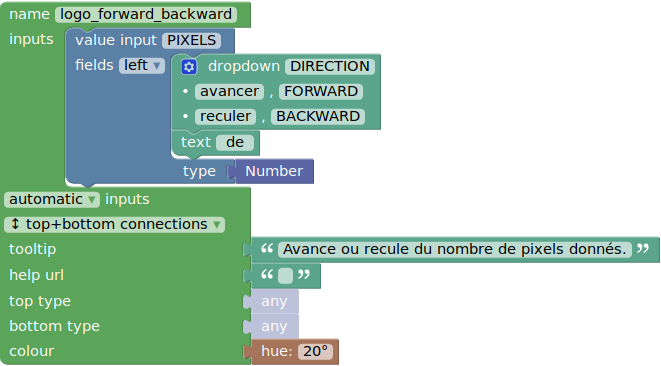 name logo_forward_backward
inputs value input PIXELS
fields left ▾ dropdown DIRECTION
• avancer , FORWARD
• reculer , BACKWARD
text de
type Number
automatic ▾ inputs
↕ top+bottom connections ▾
tooltip “ Avance ou recule du nombre de pixels donnés. ”
help url “ ”
top type any
bottom type any
colour hue: 20°